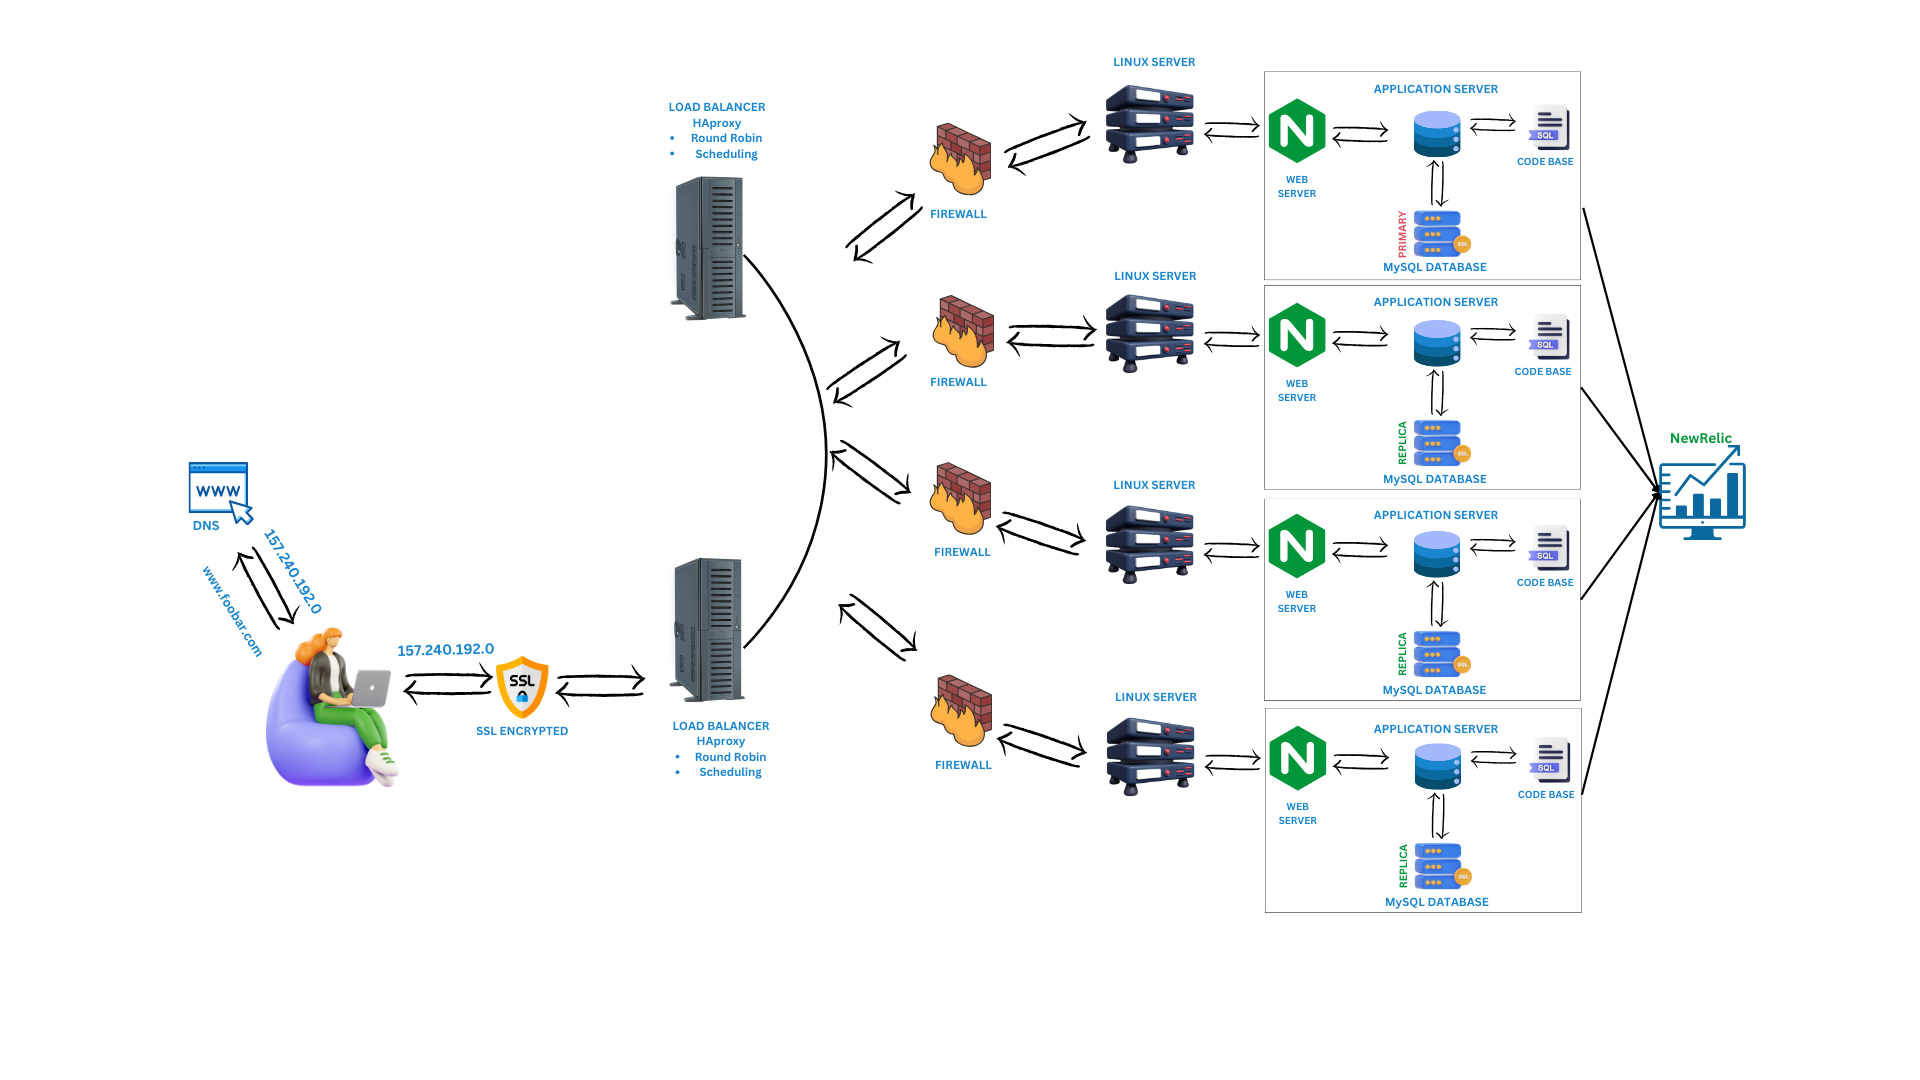 WWW
DNS
157.240.192.0
www.foobar.com
157.240.192.0
SSL
SSL ENCRYPTED
LOAD BALANCER
HAproxy
• Round Robin
• Scheduling
LOAD BALANCER
HAproxy
• Round Robin
• Scheduling
FIREWALL
FIREWALL
FIREWALL
FIREWALL
LINUX SERVER
LINUX SERVER
LINUX SERVER
LINUX SERVER
APPLICATION SERVER
N
WEB
SERVER
SQL
CODE BASE
PRIMARY
SQL
MySQL DATABASE
APPLICATION SERVER
N
WEB
SERVER
SQL
CODE BASE
REPLICA
SQL
MySQL DATABASE
APPLICATION SERVER
N
WEB
SERVER
SQL
CODE BASE
REPLICA
SQL
MySQL DATABASE
APPLICATION SERVER
N
WEB
SERVER
SQL
CODE BASE
REPLICA
SQL
MySQL DATABASE
NewRelic